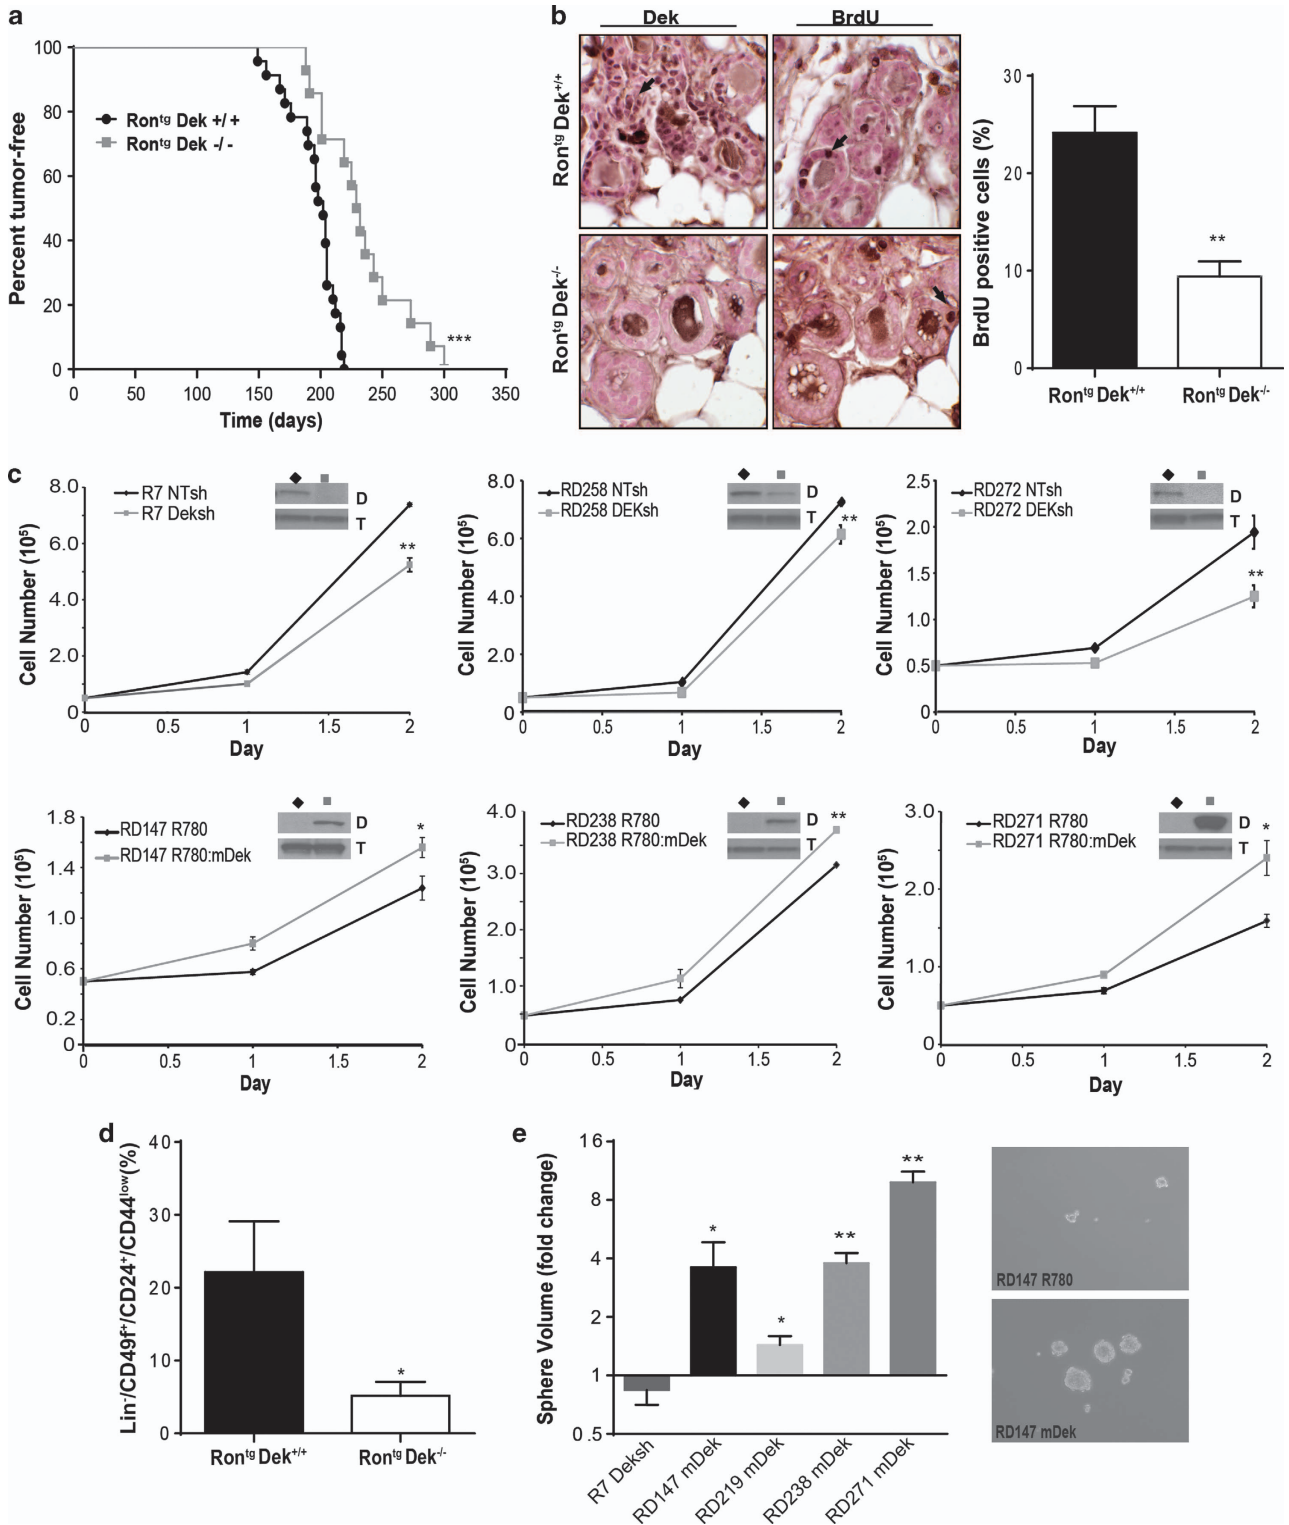 a
100
80
60
40
20
0
Percent tumor-free
Ron^tg Dek +/+
Ron^tg Dek -/-
***
0 50 100 150 200 250 300 350
Time (days)
b
Dek BrdU
Ron^tg Dek^+/+
Ron^tg Dek^-/-
BrdU positive cells (%)
30
20
10
0
**
Ron^tg Dek^+/+ Ron^tg Dek^-/-
c
Cell Number (10^5)
8.0
6.0
4.0
2.0
0
R7 NTsh
R7 Deksh
D
T
**
0 0.5 1 1.5 2
Day
Cell Number (10^5)
8.0
6.0
4.0
2.0
0
RD258 NTsh
RD258 DEKsh
D
T
**
0 0.5 1 1.5 2
Day
Cell Number (10^5)
2.5
2.0
1.5
1.0
0.5
0
RD272 NTsh
RD272 DEKsh
D
T
**
0 0.5 1 1.5 2
Day
Cell Number (10^5)
1.8
1.4
1.0
0.6
0.2
0
RD147 R780
RD147 R780:mDek
D
T
*
0 0.5 1 1.5 2
Day
Cell Number (10^5)
4.0
3.0
2.0
1.0
0
RD238 R780
RD238 R780:mDek
D
T
**
0 0.5 1 1.5 2
Day
Cell Number (10^5)
3.0
2.0
1.0
0
RD271 R780
RD271 R780:mDek
D
T
*
0 0.5 1 1.5 2
Day
d
Lin^-/CD49f^+/CD24^+/CD44^low(%)
40
30
20
10
0
*
Ron^tg Dek^+/+ Ron^tg Dek^-/-
e
Sphere Volume (fold change)
16
8
4
2
1
0.5
*
*
**
**
R7 Deksh
RD147 mDek
RD219 mDek
RD238 mDek
RD271 mDek
RD147 R780
RD147 mDek